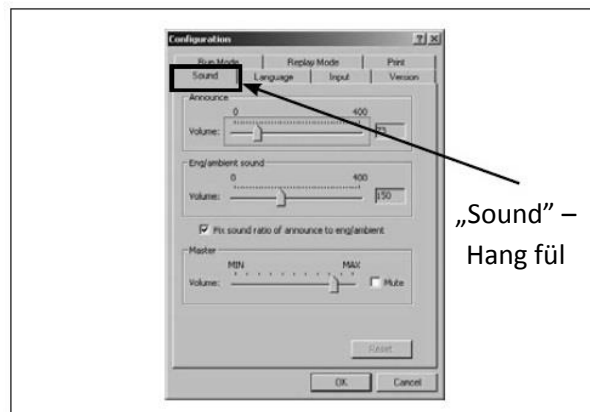 Configuration
Run Mode Replay Mode Print
Sound Language Input Version
Announce
0 400
Volume: 75
Eng/ambient sound
0 400
Volume: 150
Fix sound ratio of announce to eng/ambient
Master
MIN MAX
Volume: Mute
Reset
OK Cancel
„Sound” –
Hang fül